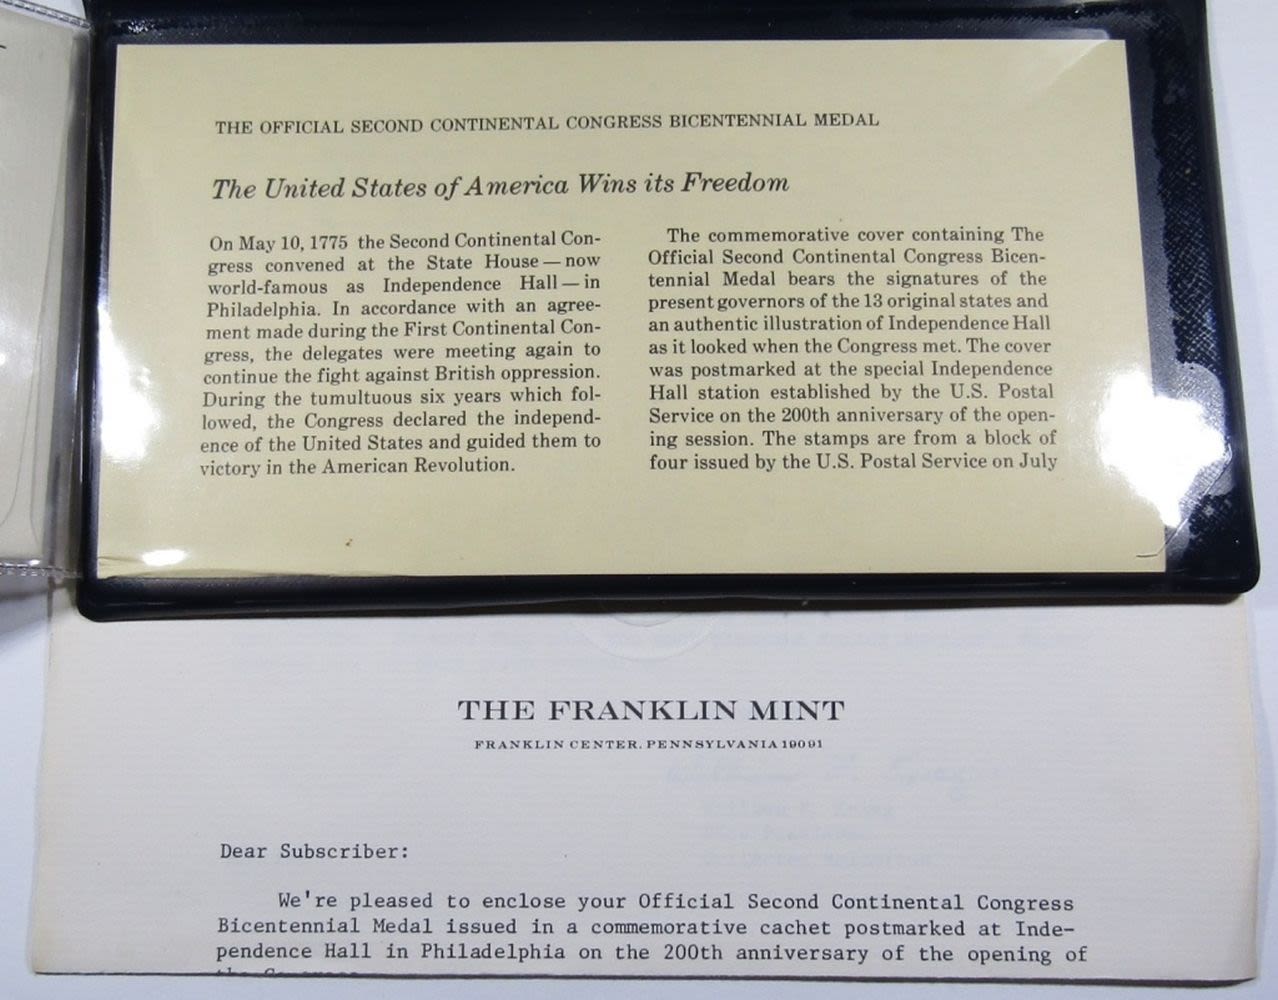 THE OFFICIAL SECOND CONTINENTAL CONGRESS BICENTENNIAL MEDAL
The United States of America Wins its Freedom
On May 10, 1775 the Second Continental Con-
gress convened at the State House — now
world-famous as Independence Hall — in
Philadelphia. In accordance with an agree-
ment made during the First Continental Con-
gress, the delegates were meeting again to
continue the fight against British oppression.
During the tumultuous six years which fol-
lowed, the Congress declared the independ-
ence of the United States and guided them to
victory in the American Revolution.
The commemorative cover containing The
Official Second Continental Congress Bicen-
tennial Medal bears the signatures of the
present governors of the 13 original states and
an authentic illustration of Independence Hall
as it looked when the Congress met. The cover
was postmarked at the special Independence
Hall station established by the U.S. Postal
Service on the 200th anniversary of the open-
ing session. The stamps are from a block of
four issued by the U.S. Postal Service on July
THE FRANKLIN MINT
FRANKLIN CENTER, PENNSYLVANIA 19091
Dear Subscriber:
We're pleased to enclose your Official Second Continental Congress
Bicentennial Medal issued in a commemorative cachet postmarked at Inde-
pendence Hall in Philadelphia on the 200th anniversary of the opening of